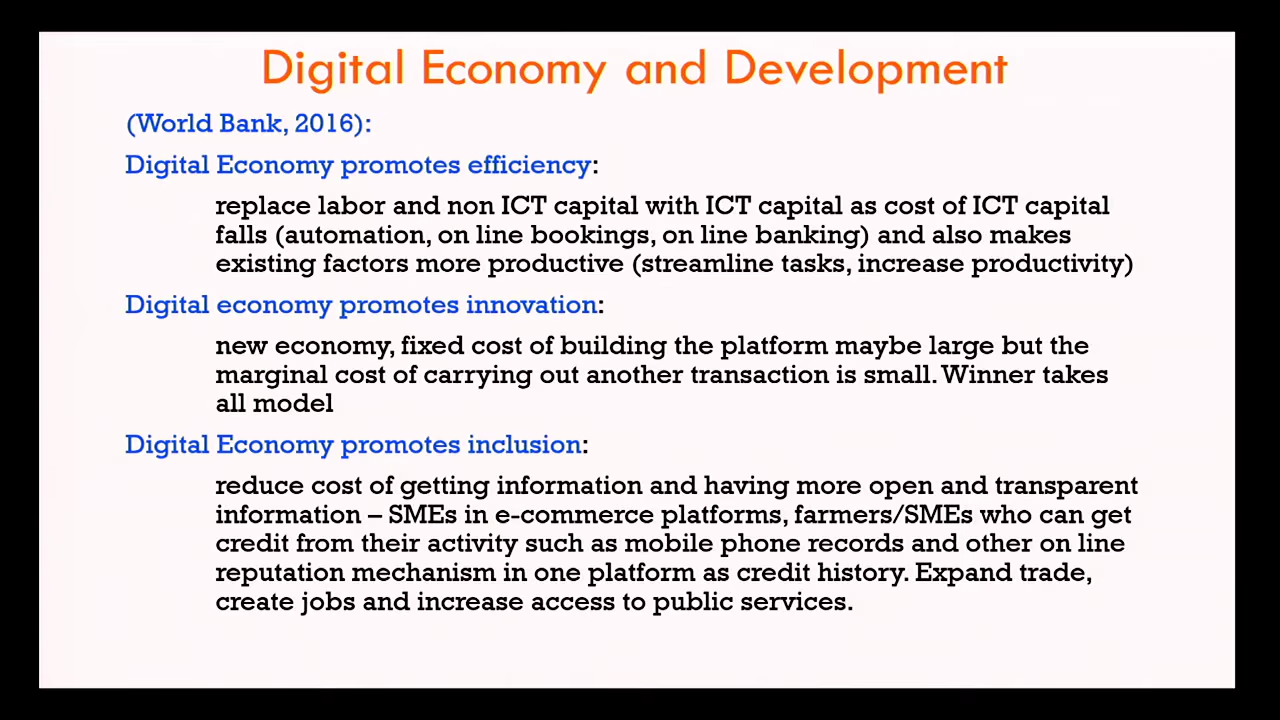 Digital Economy and Development
(World Bank, 2016):
Digital Economy promotes efficiency:
replace labor and non ICT capital with ICT capital as cost of ICT capital
falls (automation, on line bookings, on line banking) and also makes
existing factors more productive (streamline tasks, increase productivity)
Digital economy promotes innovation:
new economy, fixed cost of building the platform maybe large but the
marginal cost of carrying out another transaction is small. Winner takes
all model
Digital Economy promotes inclusion:
reduce cost of getting information and having more open and transparent
information – SMEs in e-commerce platforms, farmers/SMEs who can get
credit from their activity such as mobile phone records and other on line
reputation mechanism in one platform as credit history. Expand trade,
create jobs and increase access to public services.